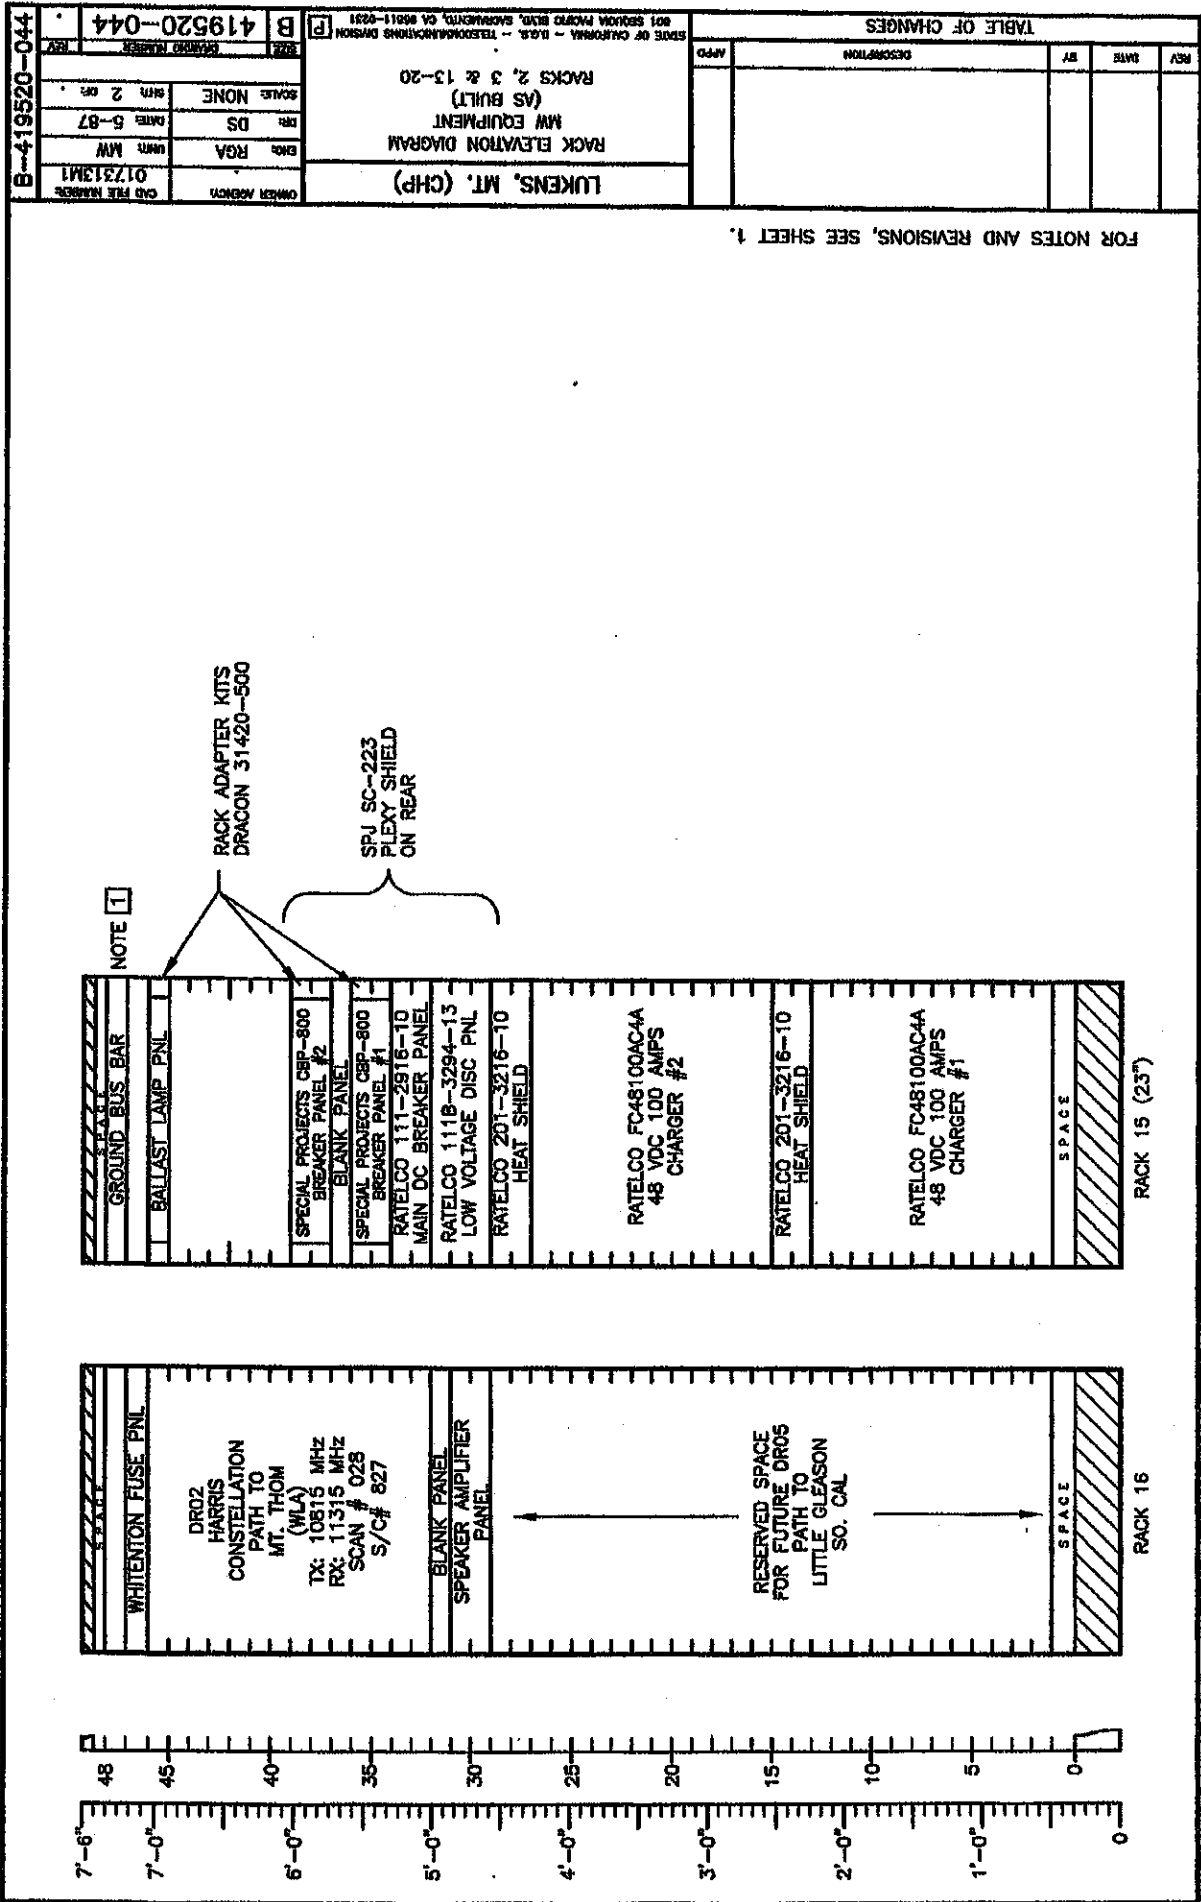 7'-6"
7'-0"
6'-0"
5'-0"
4'-0"
3'-0"
2'-0"
1'-0"
0
48
45
40
35
30
25
20
15
10
5
0
SPACE
WHITENTON FUSE PNL
DR02
HARRIS
CONSTELLATION
PATH TO
MT. THOM
(WLA)
TX: 10815 MHz
RX: 11315 MHz
SCAN # 028
S/C# 827
BLANK PANEL
SPEAKER AMPLIFIER
PANEL
RESERVED SPACE
FOR FUTURE DR05
PATH TO
LITTLE GLEASON
SO. CAL
SPACE
RACK 16
SPACE
GROUND BUS BAR
NOTE 1
BALLAST LAMP PNL
SPECIAL PROJECTS CBP-800
BREAKER PANEL #2
BLANK PANEL
SPECIAL PROJECTS CBP-800
BREAKER PANEL #1
RATELCO 111-2916-10
MAIN DC BREAKER PANEL
RATELCO 111B-3294-13
LOW VOLTAGE DISC PNL
RATELCO 201-3216-10
HEAT SHIELD
RATELCO FC48100AC4A
48 VDC 100 AMPS
CHARGER #2
RATELCO 201-3216-10
HEAT SHIELD
RATELCO FC48100AC4A
48 VDC 100 AMPS
CHARGER #1
SPACE
RACK 15 (23")
RACK ADAPTER KITS
DRACON 31420-500
SPJ SC-223
PLEXY SHIELD
ON REAR
FOR NOTES AND REVISIONS, SEE SHEET 1.
REV DATE BY DESCRIPTION APPD
TABLE OF CHANGES
LUKENS, MT. (CHP)
RACK ELEVATION DIAGRAM
MW EQUIPMENT
(AS BUILT)
RACKS 2, 3 & 13-20
STATE OF CALIFORNIA - D.G.S. - TELECOMMUNICATIONS DIVISION
601 SEQUOIA PACIFIC BLVD, SACRAMENTO, CA 95811-0231
P
OWNER AGENCY:
CAD FILE NUMBER:
017313M1
ENG: RGA
UNIT: MW
DR: DS
DATE: 5-87
SCALE: NONE
SHT: 2 OF: .
SIZE
DRAWING NUMBER
REV
B
419520-044
.
B-419520-044